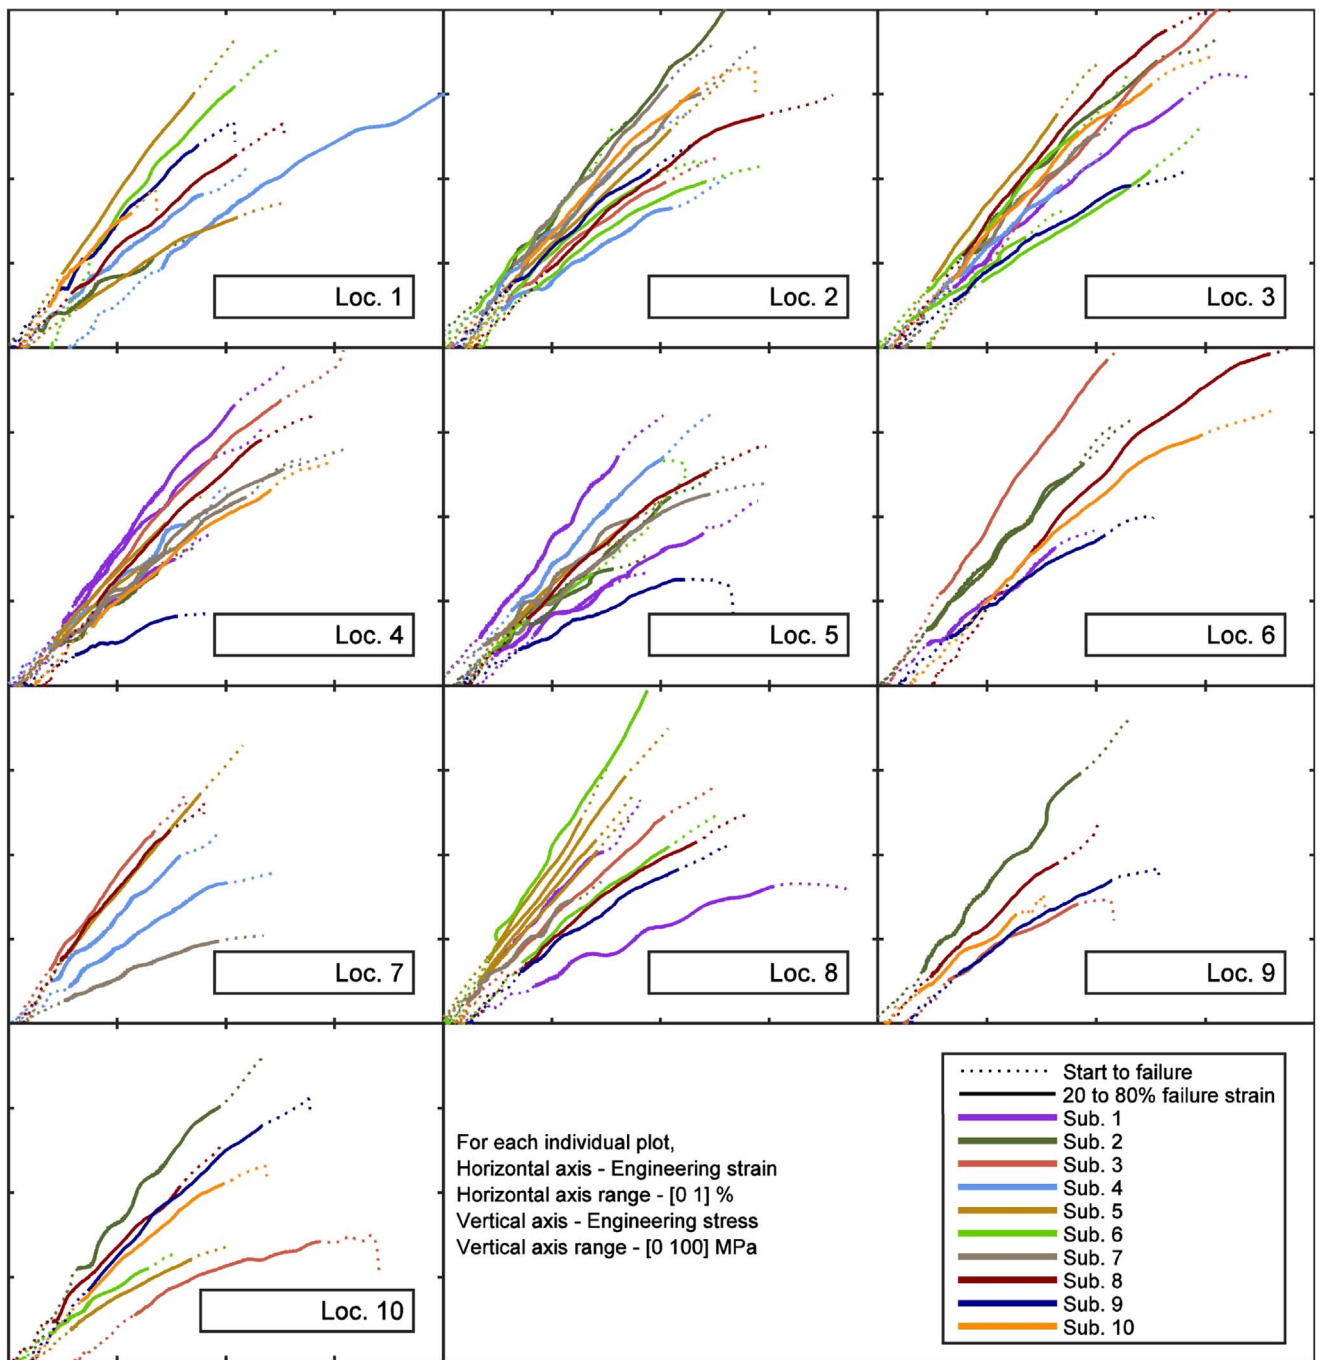 Loc. 1
Loc. 2
Loc. 3
Loc. 4
Loc. 5
Loc. 6
Loc. 7
Loc. 8
Loc. 9
Loc. 10
For each individual plot,
Horizontal axis - Engineering strain
Horizontal axis range - [0 1] %
Vertical axis - Engineering stress
Vertical axis range - [0 100] MPa
Start to failure
20 to 80% failure strain
Sub. 1
Sub. 2
Sub. 3
Sub. 4
Sub. 5
Sub. 6
Sub. 7
Sub. 8
Sub. 9
Sub. 10